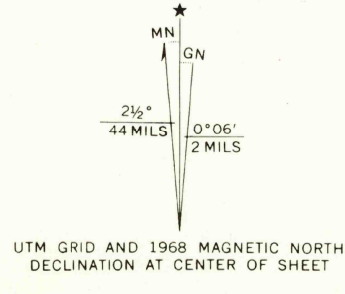 MN
GN
2½°
44 MILS
0°06′
2 MILS
UTM GRID AND 1968 MAGNETIC NORTH
DECLINATION AT CENTER OF SHEET